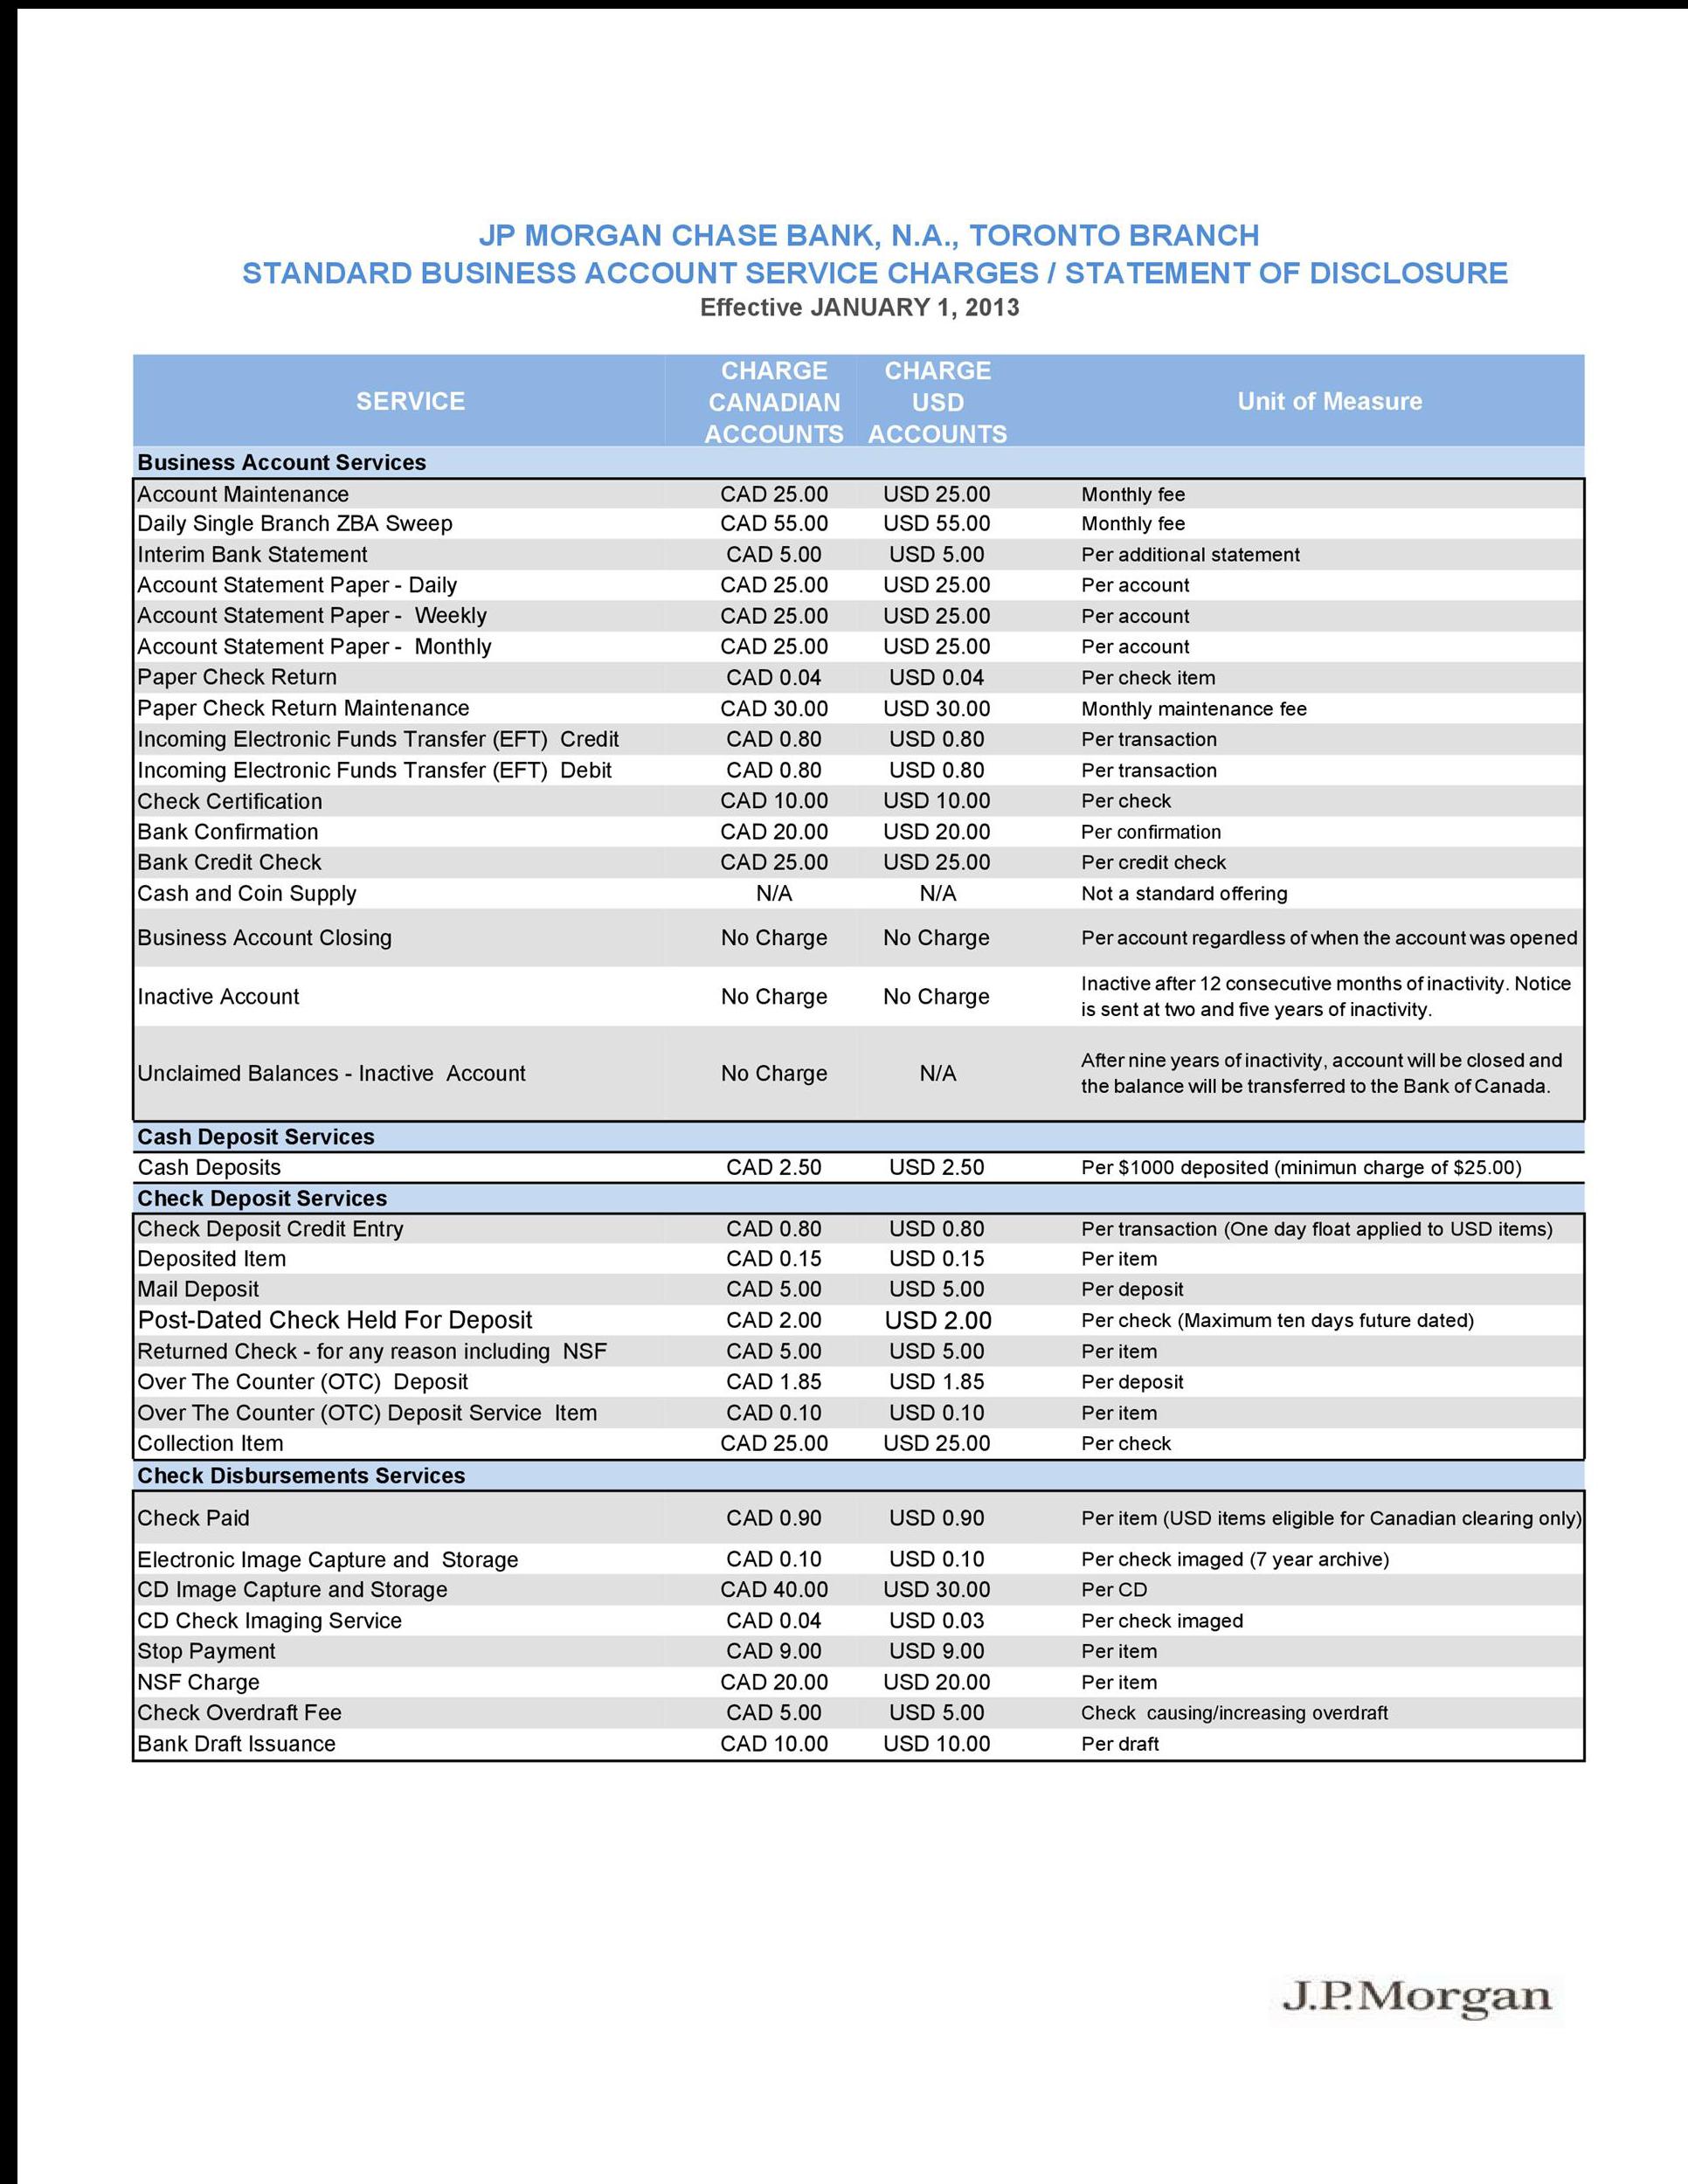 JP MORGAN CHASE BANK, N.A., TORONTO BRANCH
STANDARD BUSINESS ACCOUNT SERVICE CHARGES / STATEMENT OF DISCLOSURE
Effective JANUARY 1, 2013
SERVICE CHARGE CANADIAN ACCOUNTS CHARGE USD ACCOUNTS Unit of Measure
Business Account Services
Account Maintenance CAD 25.00 USD 25.00 Monthly fee
Daily Single Branch ZBA Sweep CAD 55.00 USD 55.00 Monthly fee
Interim Bank Statement CAD 5.00 USD 5.00 Per additional statement
Account Statement Paper - Daily CAD 25.00 USD 25.00 Per account
Account Statement Paper - Weekly CAD 25.00 USD 25.00 Per account
Account Statement Paper - Monthly CAD 25.00 USD 25.00 Per account
Paper Check Return CAD 0.04 USD 0.04 Per check item
Paper Check Return Maintenance CAD 30.00 USD 30.00 Monthly maintenance fee
Incoming Electronic Funds Transfer (EFT) Credit CAD 0.80 USD 0.80 Per transaction
Incoming Electronic Funds Transfer (EFT) Debit CAD 0.80 USD 0.80 Per transaction
Check Certification CAD 10.00 USD 10.00 Per check
Bank Confirmation CAD 20.00 USD 20.00 Per confirmation
Bank Credit Check CAD 25.00 USD 25.00 Per credit check
Cash and Coin Supply N/A N/A Not a standard offering
Business Account Closing No Charge No Charge Per account regardless of when the account was opened
Inactive Account No Charge No Charge Inactive after 12 consecutive months of inactivity. Notice
is sent at two and five years of inactivity.
Unclaimed Balances - Inactive Account No Charge N/A After nine years of inactivity, account will be closed and
the balance will be transferred to the Bank of Canada.
Cash Deposit Services
Cash Deposits CAD 2.50 USD 2.50 Per $1000 deposited (minimun charge of $25.00)
Check Deposit Services
Check Deposit Credit Entry CAD 0.80 USD 0.80 Per transaction (One day float applied to USD items)
Deposited Item CAD 0.15 USD 0.15 Per item
Mail Deposit CAD 5.00 USD 5.00 Per deposit
Post-Dated Check Held For Deposit CAD 2.00 USD 2.00 Per check (Maximum ten days future dated)
Returned Check - for any reason including NSF CAD 5.00 USD 5.00 Per item
Over The Counter (OTC) Deposit CAD 1.85 USD 1.85 Per deposit
Over The Counter (OTC) Deposit Service Item CAD 0.10 USD 0.10 Per item
Collection Item CAD 25.00 USD 25.00 Per check
Check Disbursements Services
Check Paid CAD 0.90 USD 0.90 Per item (USD items eligible for Canadian clearing only)
Electronic Image Capture and Storage CAD 0.10 USD 0.10 Per check imaged (7 year archive)
CD Image Capture and Storage CAD 40.00 USD 30.00 Per CD
CD Check Imaging Service CAD 0.04 USD 0.03 Per check imaged
Stop Payment CAD 9.00 USD 9.00 Per item
NSF Charge CAD 20.00 USD 20.00 Per item
Check Overdraft Fee CAD 5.00 USD 5.00 Check causing/increasing overdraft
Bank Draft Issuance CAD 10.00 USD 10.00 Per draft
J.P.Morgan